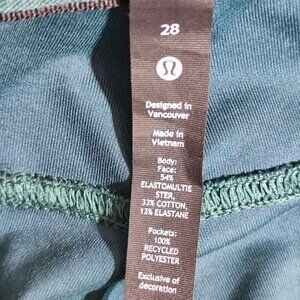 28
Designed in
Vancouver
Made in
Vietnam
Body:
Face:
54%
ELASTOMULTIE
STER,
33% COTTON,
13% ELASTANE
Pockets:
100%
RECYCLED
POLYESTER
Exclusive of
decoration